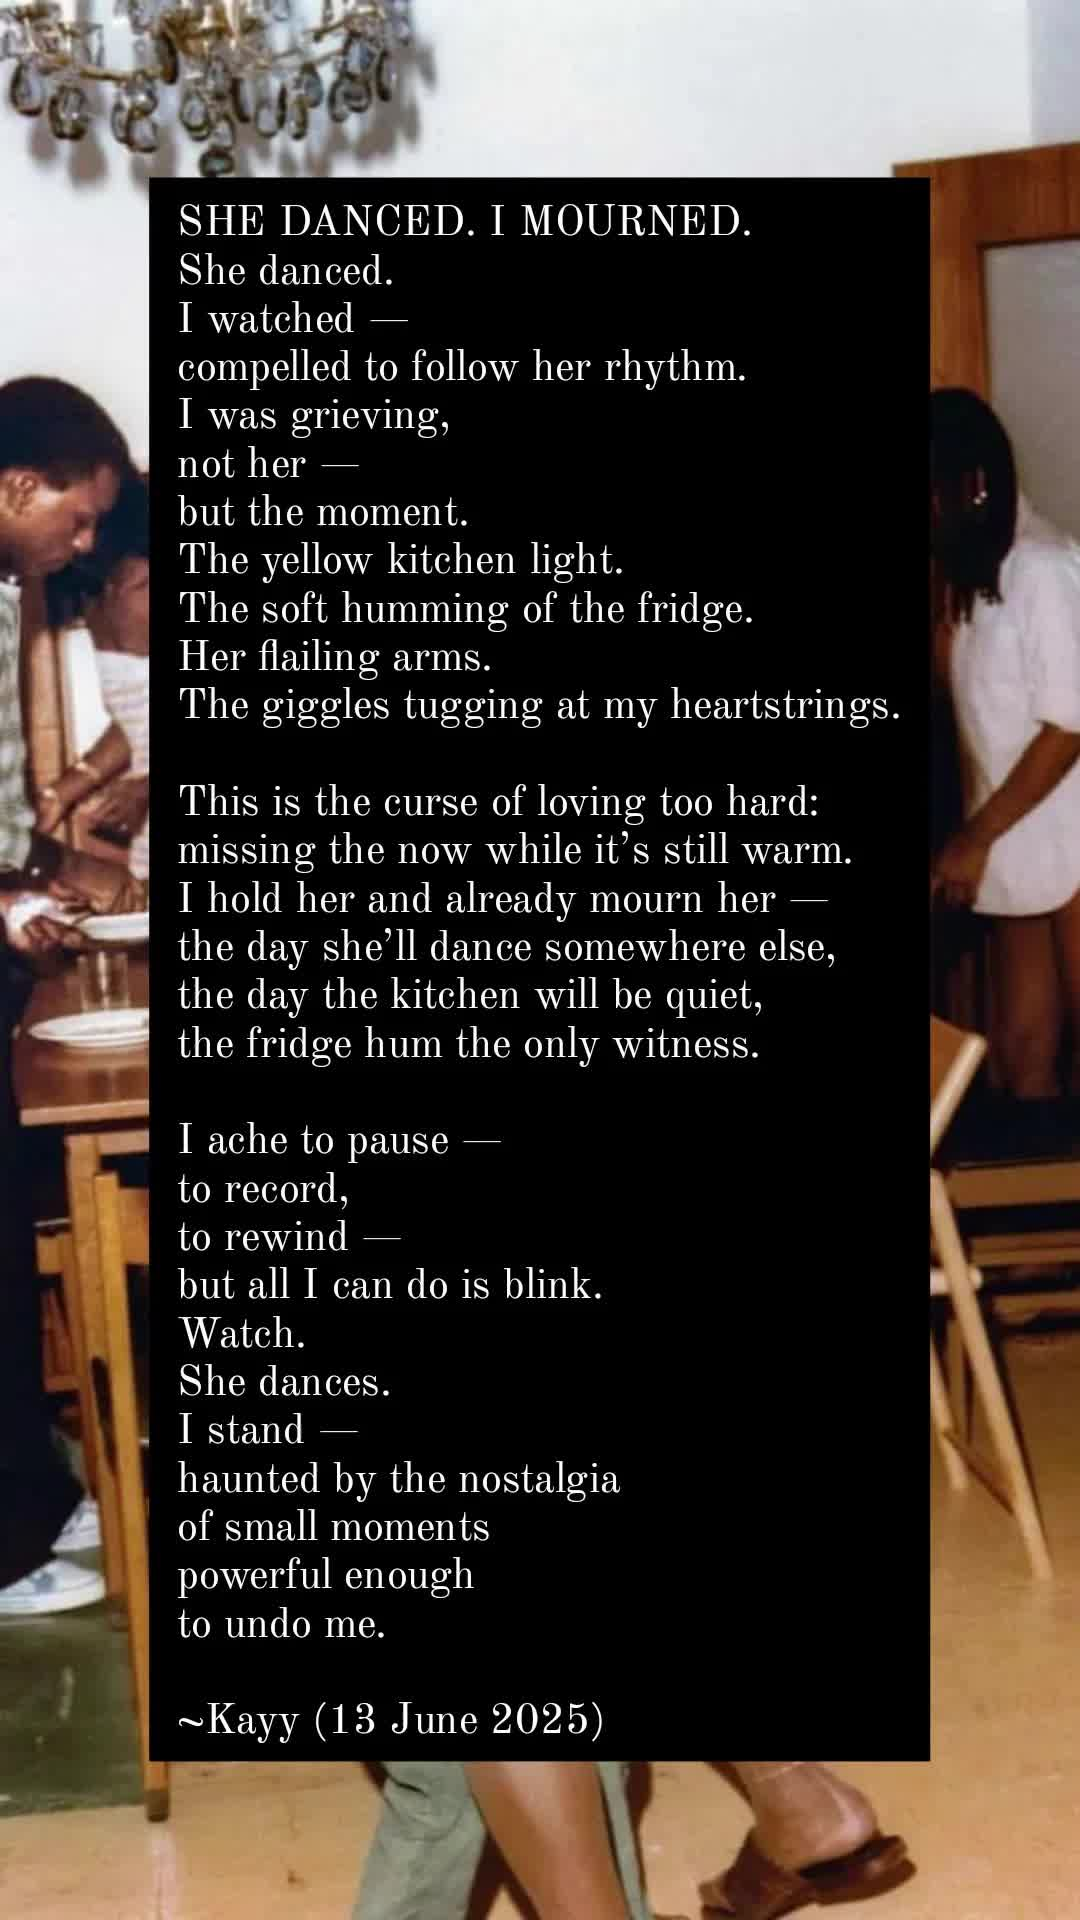 SHE DANCED. I MOURNED.
She danced.
I watched —
compelled to follow her rhythm.
I was grieving,
not her —
but the moment.
The yellow kitchen light.
The soft humming of the fridge.
Her flailing arms.
The giggles tugging at my heartstrings.
This is the curse of loving too hard:
missing the now while it’s still warm.
I hold her and already mourn her —
the day she’ll dance somewhere else,
the day the kitchen will be quiet,
the fridge hum the only witness.
I ache to pause —
to record,
to rewind —
but all I can do is blink.
Watch.
She dances.
I stand —
haunted by the nostalgia
of small moments
powerful enough
to undo me.
~Kayy (13 June 2025)